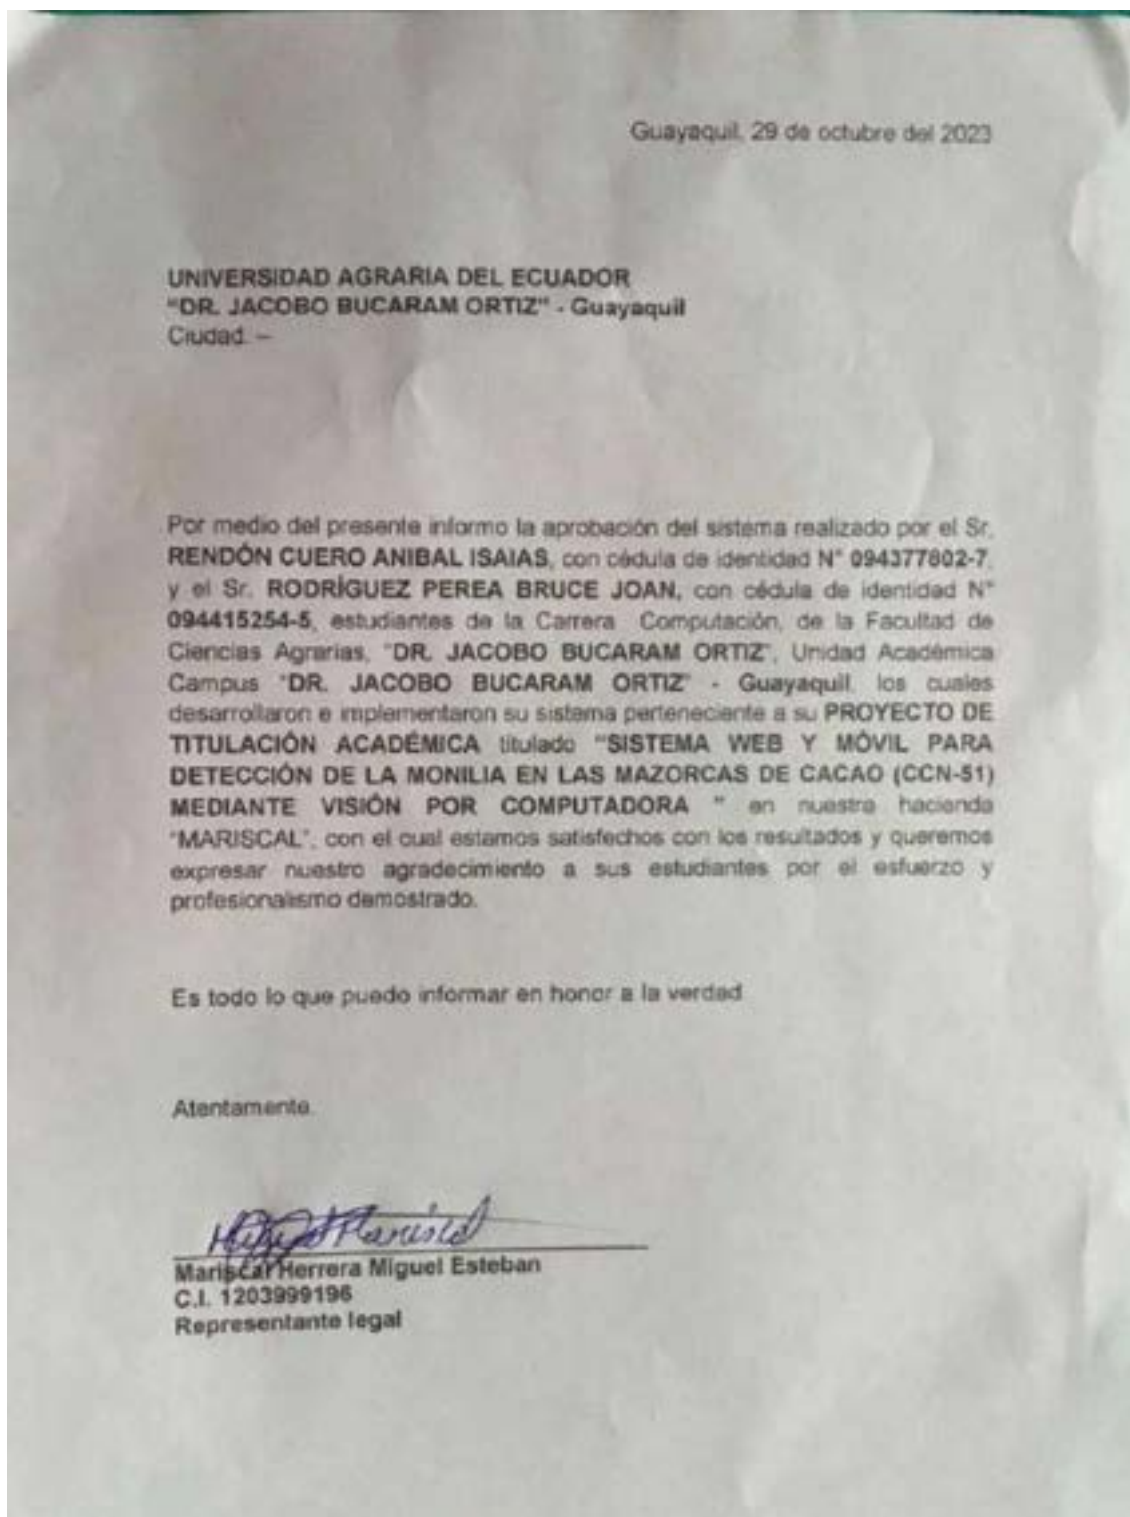 Guayaquil, 29 de octubre del 2023
UNIVERSIDAD AGRARIA DEL ECUADOR
"DR. JACOBO BUCARAM ORTIZ" - Guayaquil
Ciudad. –
Por medio del presente informo la aprobación del sistema realizado por el Sr.
RENDÓN CUERO ANIBAL ISAIAS, con cédula de identidad N° 094377802-7,
y el Sr. RODRÍGUEZ PEREA BRUCE JOAN, con cédula de identidad N°
094415254-5, estudiantes de la Carrera Computación, de la Facultad de
Ciencias Agrarias, "DR. JACOBO BUCARAM ORTIZ", Unidad Académica
Campus "DR. JACOBO BUCARAM ORTIZ" - Guayaquil, los cuales
desarrollaron e implementaron su sistema perteneciente a su PROYECTO DE
TITULACIÓN ACADÉMICA titulado "SISTEMA WEB Y MÓVIL PARA
DETECCIÓN DE LA MONILIA EN LAS MAZORCAS DE CACAO (CCN-51)
MEDIANTE VISIÓN POR COMPUTADORA " en nuestra hacienda
"MARISCAL", con el cual estamos satisfechos con los resultados y queremos
expresar nuestro agradecimiento a sus estudiantes por el esfuerzo y
profesionalismo demostrado.
Es todo lo que puedo informar en honor a la verdad
Atentamente.
Mariscal
Mariscal Herrera Miguel Esteban
C.I. 1203999196
Representante legal